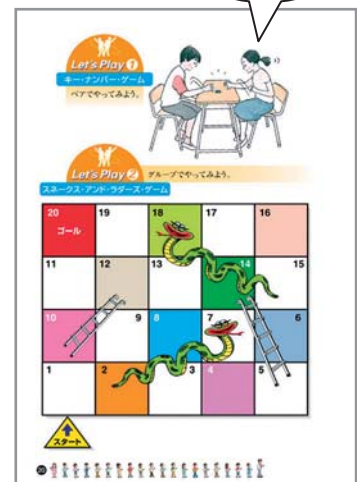 Let's Play 1
キー・ナンバー・ゲーム
ペアでやってみよう。
Let's Play 2
グループでやってみよう。
スネークス・アンド・ラダーズ・ゲーム
20 19 18 17 16
ゴール
11 12 13 14 15
10 9 8 7 6
1 2 3 4 5
スタート
20